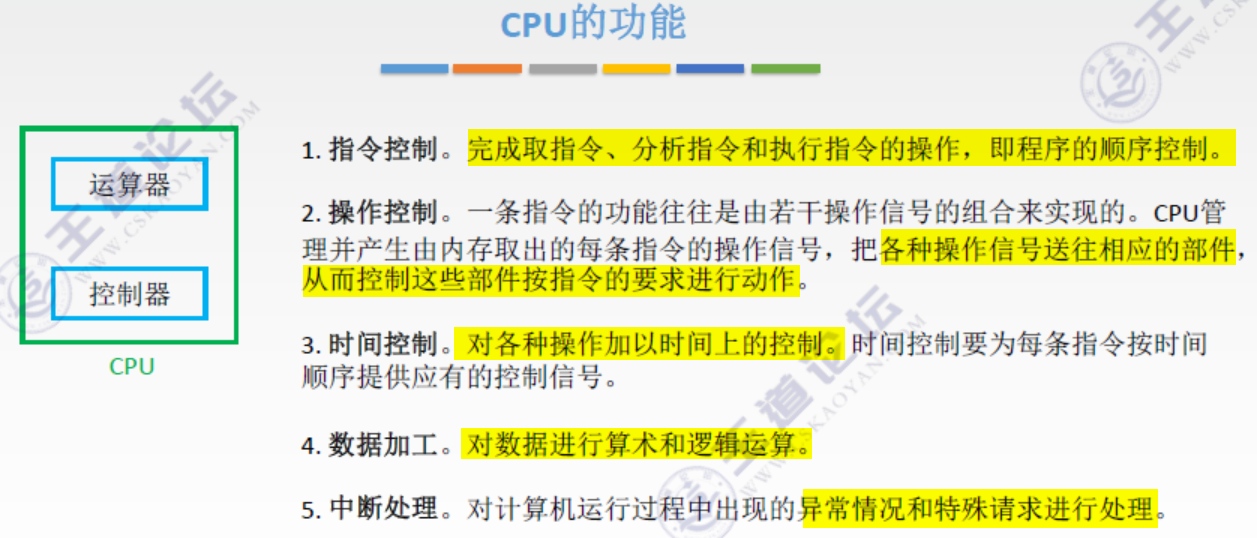 CPU的功能
运算器
控制器
CPU
1. 指令控制。完成取指令、分析指令和执行指令的操作，即程序的顺序控制。
2. 操作控制。一条指令的功能往往是由若干操作信号的组合来实现的。CPU管
理并产生由内存取出的每条指令的操作信号，把各种操作信号送往相应的部件，
从而控制这些部件按指令的要求进行动作。
3. 时间控制。对各种操作加以时间上的控制。时间控制要为每条指令按时间
顺序提供应有的控制信号。
4. 数据加工。对数据进行算术和逻辑运算。
5. 中断处理。对计算机运行过程中出现的异常情况和特殊请求进行处理。
王道论坛
WWW.CSKAOYAN.COM